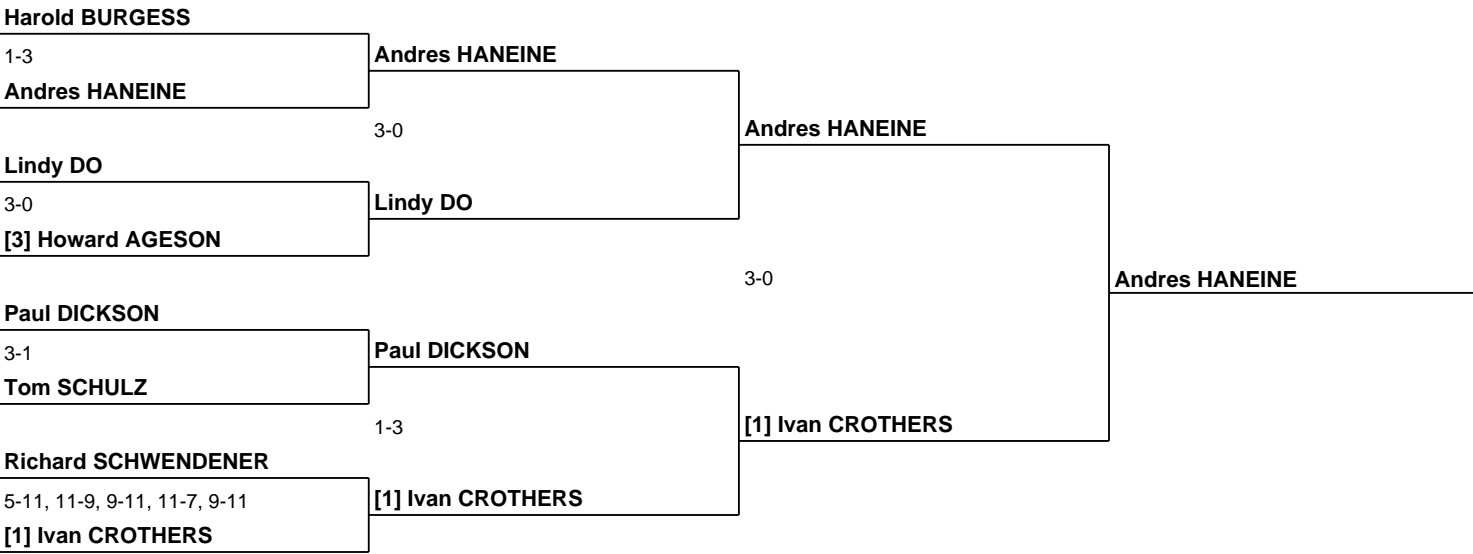 Harold BURGESS
1-3
Andres HANEINE
Andres HANEINE
3-0
Andres HANEINE
Lindy DO
3-0
Lindy DO
[3] Howard AGESON
3-0
Andres HANEINE
Paul DICKSON
3-1
Paul DICKSON
Tom SCHULZ
1-3
[1] Ivan CROTHERS
Richard SCHWENDENER
5-11, 11-9, 9-11, 11-7, 9-11
[1] Ivan CROTHERS
[1] Ivan CROTHERS